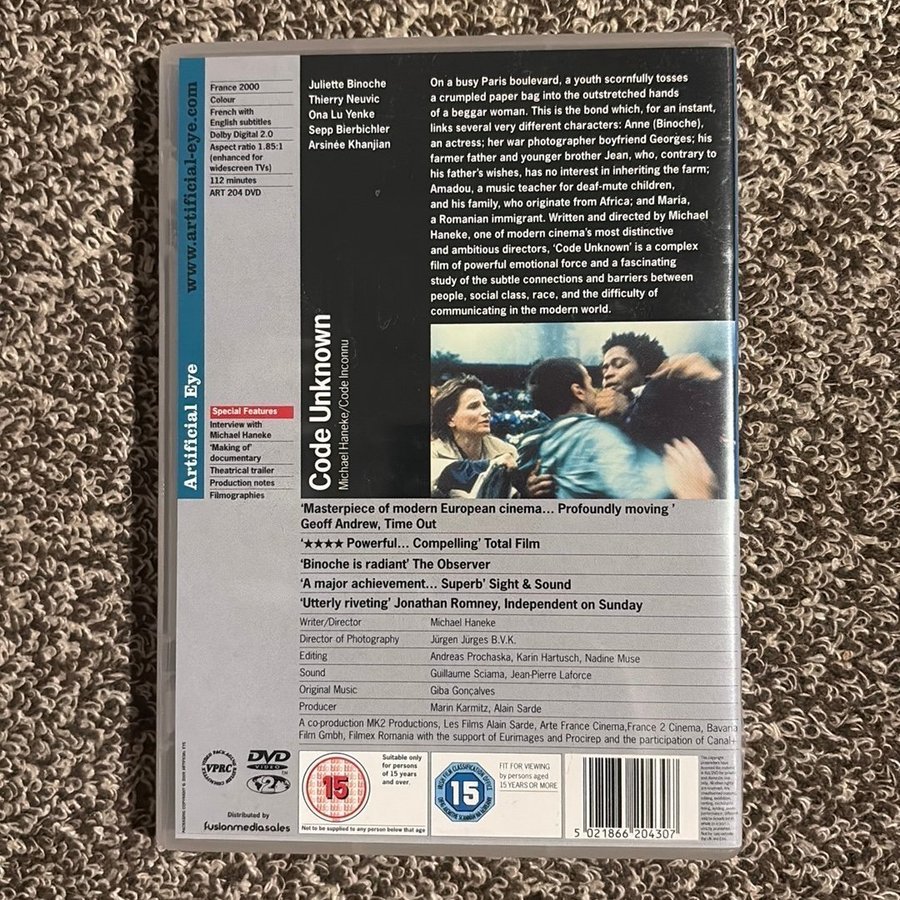 www.artificial-eye.com
Artificial Eye
France 2000
Colour
French with
English subtitles
Dolby Digital 2.0
Aspect ratio 1.85:1
(enhanced for
widescreen TVs)
112 minutes
ART 204 DVD
Special Features
Interview with
Michael Haneke
'Making of'
documentary
Theatrical trailer
Production notes
Filmographies
Juliette Binoche
Thierry Neuvic
Ona Lu Yenke
Sepp Bierbichler
Arsinée Khanjian
Code Unknown
Michael Haneke/Code Inconnu
On a busy Paris boulevard, a youth scornfully tosses
a crumpled paper bag into the outstretched hands
of a beggar woman. This is the bond which, for an instant,
links several very different characters: Anne (Binoche),
an actress; her war photographer boyfriend Georges; his
farmer father and younger brother Jean, who, contrary to
his father's wishes, has no interest in inheriting the farm;
Amadou, a music teacher for deaf-mute children,
and his family, who originate from Africa; and Maria,
a Romanian immigrant. Written and directed by Michael
Haneke, one of modern cinema's most distinctive
and ambitious directors, 'Code Unknown' is a complex
film of powerful emotional force and a fascinating
study of the subtle connections and barriers between
people, social class, race, and the difficulty of
communicating in the modern world.
'Masterpiece of modern European cinema... Profoundly moving '
Geoff Andrew, Time Out
'★★★★ Powerful... Compelling' Total Film
'Binoche is radiant' The Observer
'A major achievement... Superb' Sight & Sound
'Utterly riveting' Jonathan Romney, Independent on Sunday
Writer/Director Michael Haneke
Director of Photography Jürgen Jürges B.V.K.
Editing Andreas Prochaska, Karin Hartusch, Nadine Muse
Sound Guillaume Sciama, Jean-Pierre Laforce
Original Music Giba Gonçalves
Producer Marin Karmitz, Alain Sarde
A co-production MK2 Productions, Les Films Alain Sarde, Arte France Cinema,France 2 Cinema, Bavaria
Film Gmbh, Filmex Romania with the support of Eurimages and Procirep and the participation of Canal+
VPRC
DVD
VIDEO
2
Distributed by
fusionmediasales
15
Suitable only
for persons
of 15 years
and over.
Not to be supplied to any person below that age
15
FIT FOR VIEWING
by persons aged
15 YEARS OR MORE
5 021866 204307